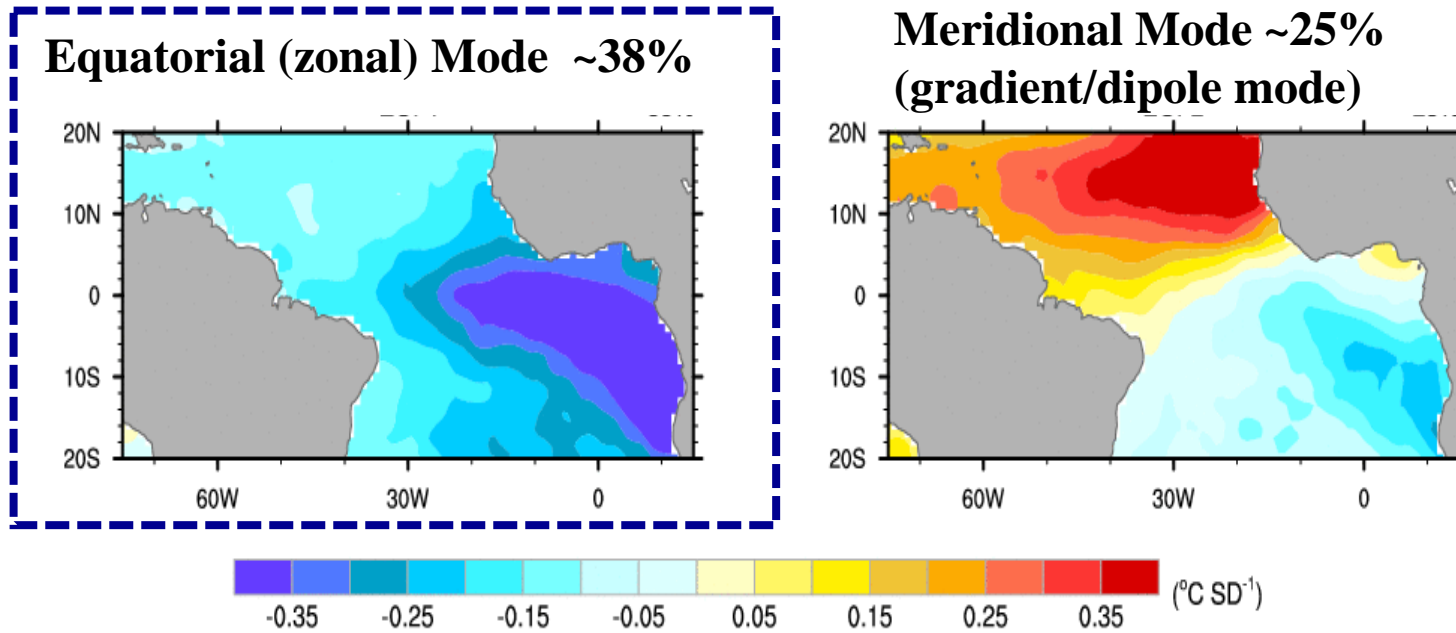 Equatorial (zonal) Mode ~38%
Meridional Mode ~25%
(gradient/dipole mode)
20N
10N
0
10S
20S
60W
30W
0
20N
10N
0
10S
20S
60W
30W
0
-0.35
-0.25
-0.15
-0.05
0.05
0.15
0.25
0.35
(°C SD-1)